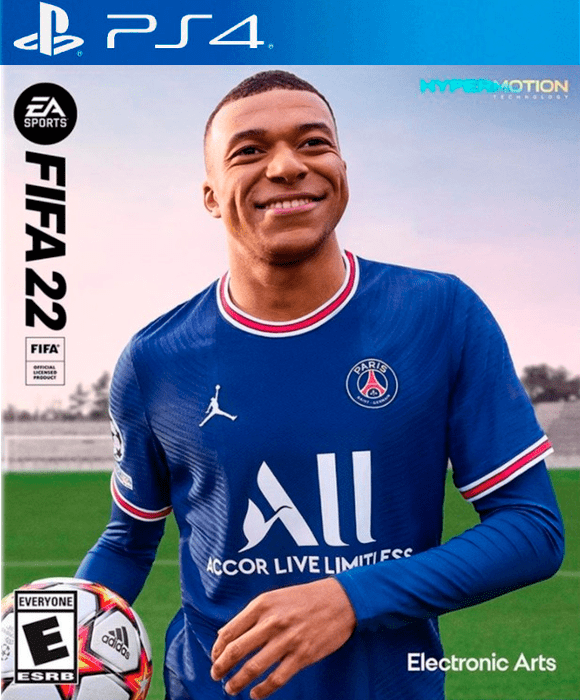 PS4
HYPERMOTION
TECHNOLOGY
EA
SPORTS
FIFA 22
FIFA
OFFICIAL
LICENSED
PRODUCT
PARIS
SAINT-GERMAIN
ALL
ACCOR LIVE LIMITLESS
adidas
EVERYONE
E
ESRB
Electronic Arts